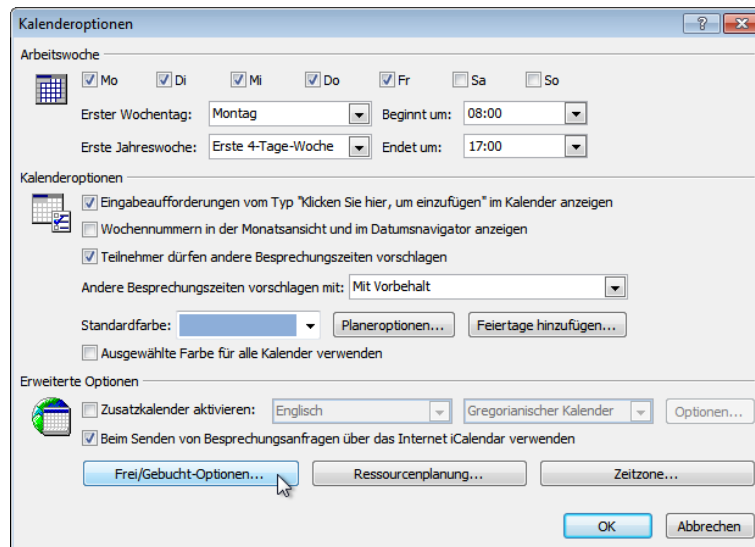 Kalenderoptionen
Arbeitswoche
Mo Di Mi Do Fr Sa So
Erster Wochentag: Montag Beginnt um: 08:00
Erste Jahreswoche: Erste 4-Tage-Woche Endet um: 17:00
Kalenderoptionen
Eingabeaufforderungen vom Typ "Klicken Sie hier, um einzufügen" im Kalender anzeigen
Wochennummern in der Monatsansicht und im Datumsnavigator anzeigen
Teilnehmer dürfen andere Besprechungszeiten vorschlagen
Andere Besprechungszeiten vorschlagen mit: Mit Vorbehalt
Standardfarbe: Planeroptionen... Feiertage hinzufügen...
Ausgewählte Farbe für alle Kalender verwenden
Erweiterte Optionen
Zusatzkalender aktivieren: Englisch Gregorianischer Kalender Optionen...
Beim Senden von Besprechungsanfragen über das Internet iCalendar verwenden
Frei/Gebucht-Optionen... Ressourcenplanung... Zeitzone...
OK Abbrechen